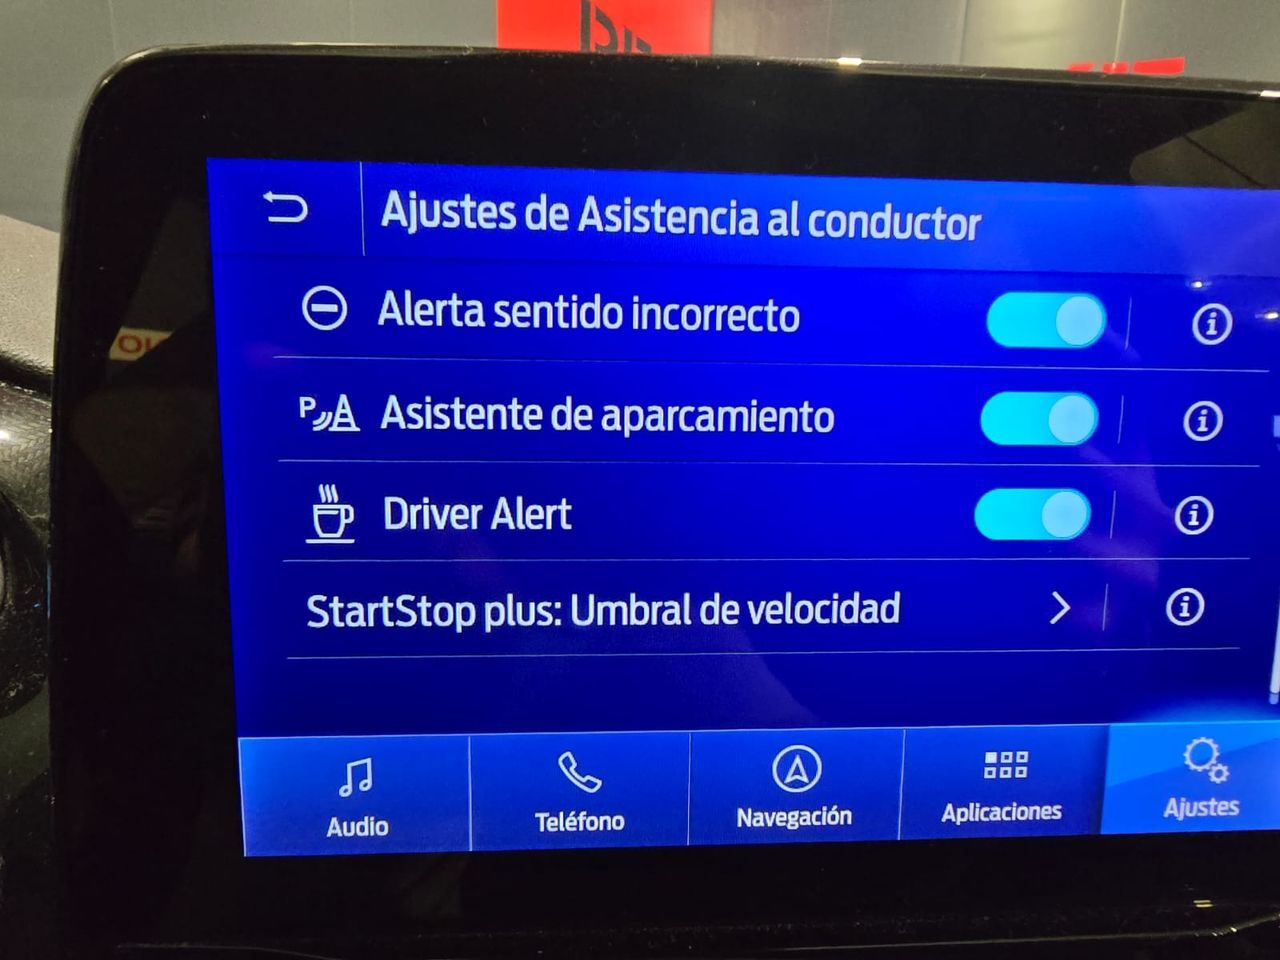 Ajustes de Asistencia al conductor
Alerta sentido incorrecto
Asistente de aparcamiento
Driver Alert
StartStop plus: Umbral de velocidad
Audio
Teléfono
Navegación
Aplicaciones
Ajustes